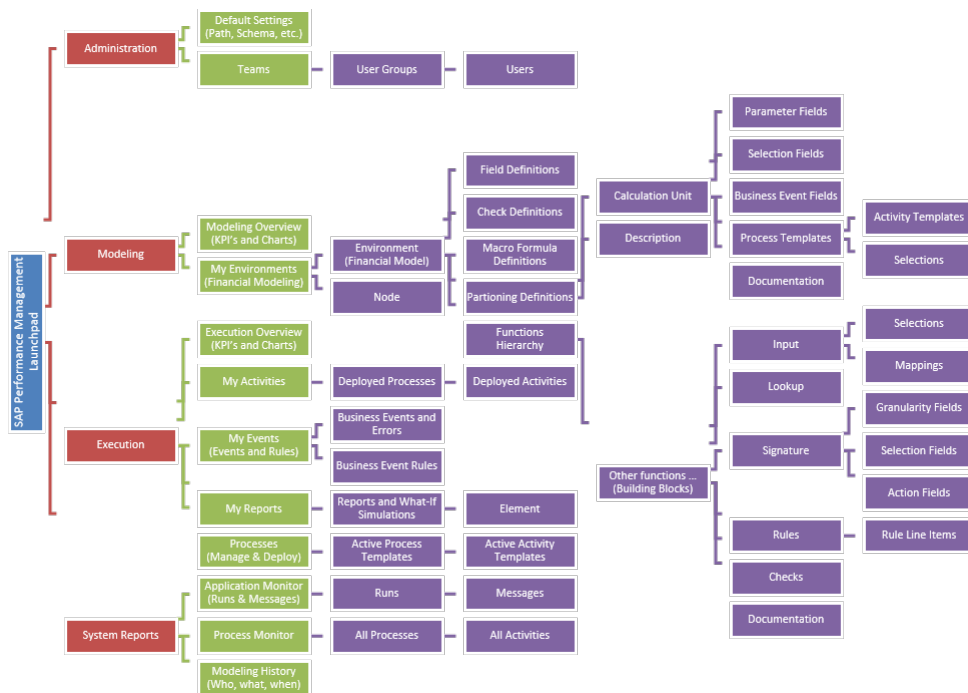 SAP Performance Management
Launchpad
Administration
Default Settings
(Path, Schema, etc.)
Teams
User Groups
Users
Modeling
Modeling Overview
(KPI's and Charts)
My Environments
(Financial Modeling)
Environment
(Financial Model)
Node
Field Definitions
Check Definitions
Macro Formula
Definitions
Partioning Definitions
Functions
Hierarchy
Calculation Unit
Description
Parameter Fields
Selection Fields
Business Event Fields
Process Templates
Documentation
Activity Templates
Selections
Other functions ...
(Building Blocks)
Input
Lookup
Signature
Rules
Checks
Documentation
Selections
Mappings
Granularity Fields
Selection Fields
Action Fields
Rule Line Items
Execution
Execution Overview
(KPI's and Charts)
My Activities
Deployed Processes
Deployed Activities
My Events
(Events and Rules)
Business Events and
Errors
Business Event Rules
My Reports
Reports and What-If
Simulations
Element
Processes
(Manage & Deploy)
Active Process
Templates
Active Activity
Templates
System Reports
Application Monitor
(Runs & Messages)
Runs
Messages
Process Monitor
All Processes
All Activities
Modeling History
(Who, what, when)